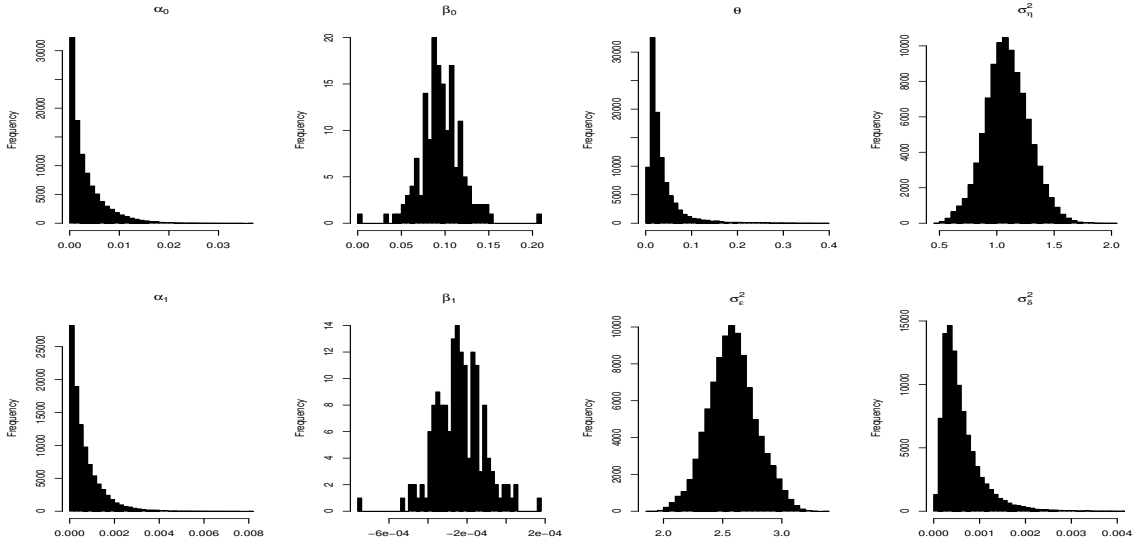 α₀
Frequency
0 5000 10000 20000 30000
0.00 0.01 0.02 0.03
β₀
Frequency
0 5 10 15 20
0.00 0.05 0.10 0.15 0.20
θ
Frequency
0 5000 10000 20000 30000
0.0 0.1 0.2 0.3 0.4
σ²η
Frequency
0 2000 4000 6000 8000 10000
0.5 1.0 1.5 2.0
α₁
Frequency
0 5000 10000 15000 20000 25000
0.000 0.002 0.004 0.006 0.008
β₁
Frequency
0 2 4 6 8 10 12 14
−6e−04 −2e−04 2e−04
σ²ε
Frequency
0 2000 4000 6000 8000 10000
2.0 2.5 3.0
σ²δ
Frequency
0 5000 10000 15000
0.000 0.001 0.002 0.003 0.004